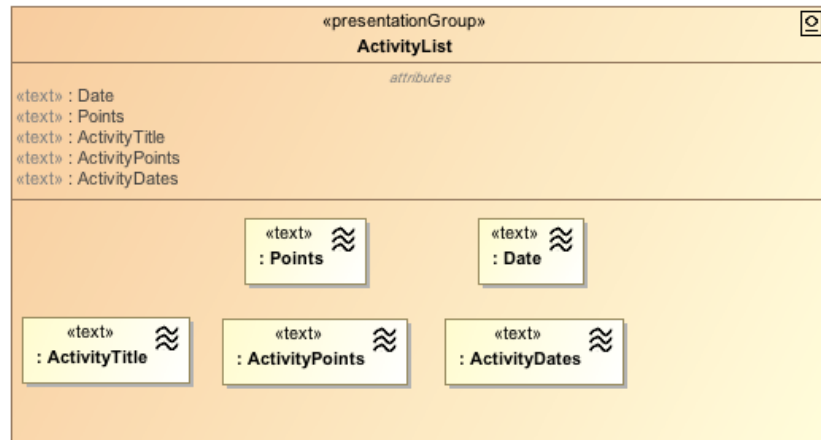 «presentationGroup»
ActivityList
attributes
«text» : Date
«text» : Points
«text» : ActivityTitle
«text» : ActivityPoints
«text» : ActivityDates
«text»
: Points
«text»
: Date
«text»
: ActivityTitle
«text»
: ActivityPoints
«text»
: ActivityDates